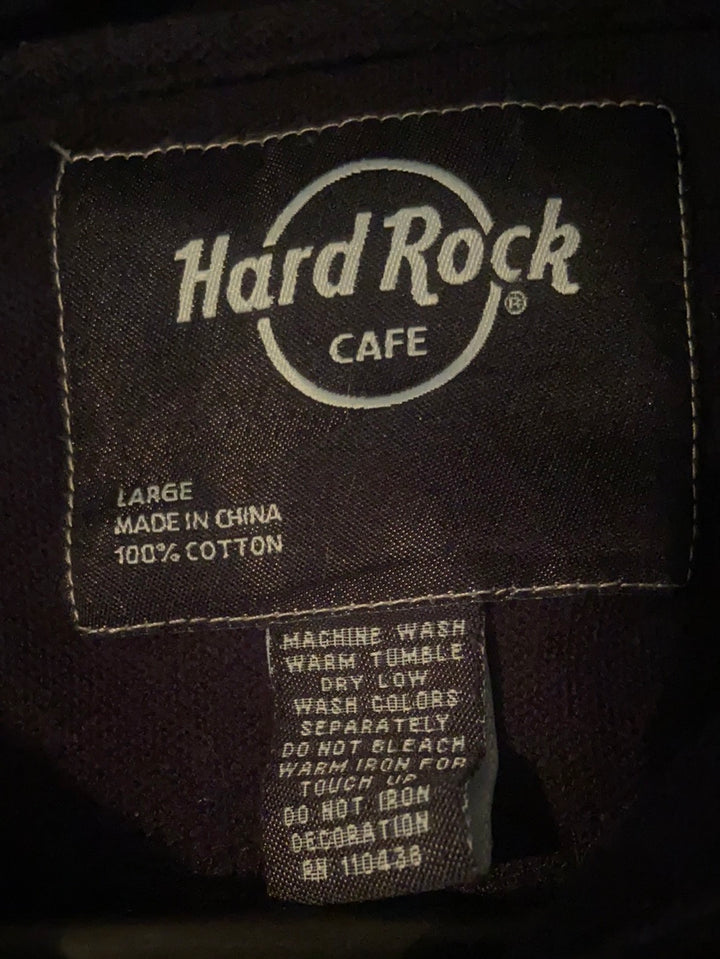 Hard Rock
®
CAFE
LARGE
MADE IN CHINA
100% COTTON
MACHINE WASH
WARM TUMBLE
DRY LOW
WASH COLORS
SEPARATELY
DO NOT BLEACH
WARM IRON FOR
TOUCH UP
DO NOT IRON
DECORATION
RN 110438